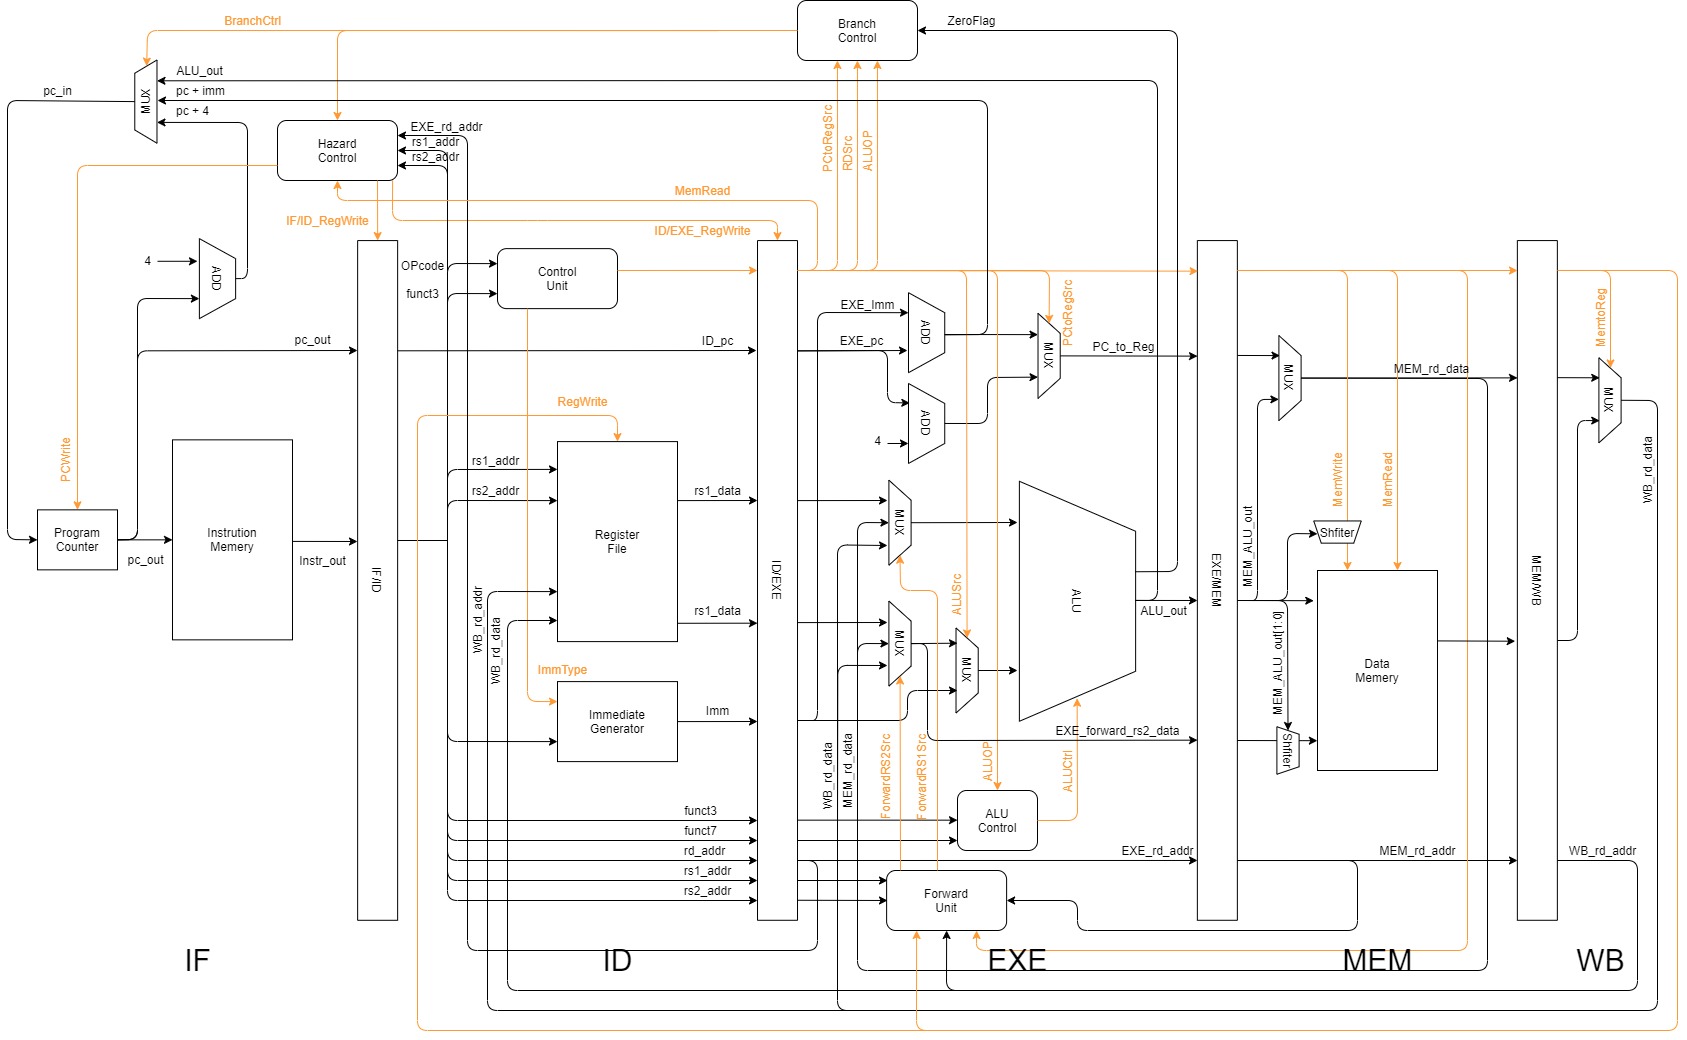 BranchCtrl
Branch
Control
ZeroFlag
ALU_out
pc_in
pc + imm
MUX
pc + 4
EXE_rd_addr
rs1_addr
rs2_addr
Hazard
Control
PCtoRegSrc
RDSrc
ALUOP
MemRead
IF/ID_RegWrite
ID/EXE_RegWrite
4
ADD
OPcode
funct3
Control
Unit
EXE_Imm
ADD
PCtoRegSrc
MemtoReg
pc_out
ID_pc
EXE_pc
MUX
PC_to_Reg
MUX
MEM_rd_data
MUX
RegWrite
ADD
4
PCWrite
rs1_addr
rs2_addr
rs1_data
MUX
MemWrite
MemRead
WB_rd_data
Program
Counter
Instrution
Memery
Register
File
Shfiter
pc_out
Instr_out
IF/ID
ID/EXE
ALUSrc
ALU
EXE/MEM
MEM_ALU_out
MEM/WB
WB_rd_addr
WB_rd_data
rs1_data
ALU_out
MUX
MUX
MEM_ALU_out[1:0]
Data
Memery
ImmType
Immediate
Generator
Imm
EXE_forward_rs2_data
Shfiter
WB_rd_data
MEM_rd_data
ForwardRS2Src
ForwardRS1Src
ALUOP
ALUCtrl
funct3
funct7
rd_addr
rs1_addr
rs2_addr
ALU
Control
EXE_rd_addr
MEM_rd_addr
WB_rd_addr
Forward
Unit
IF
ID
EXE
MEM
WB